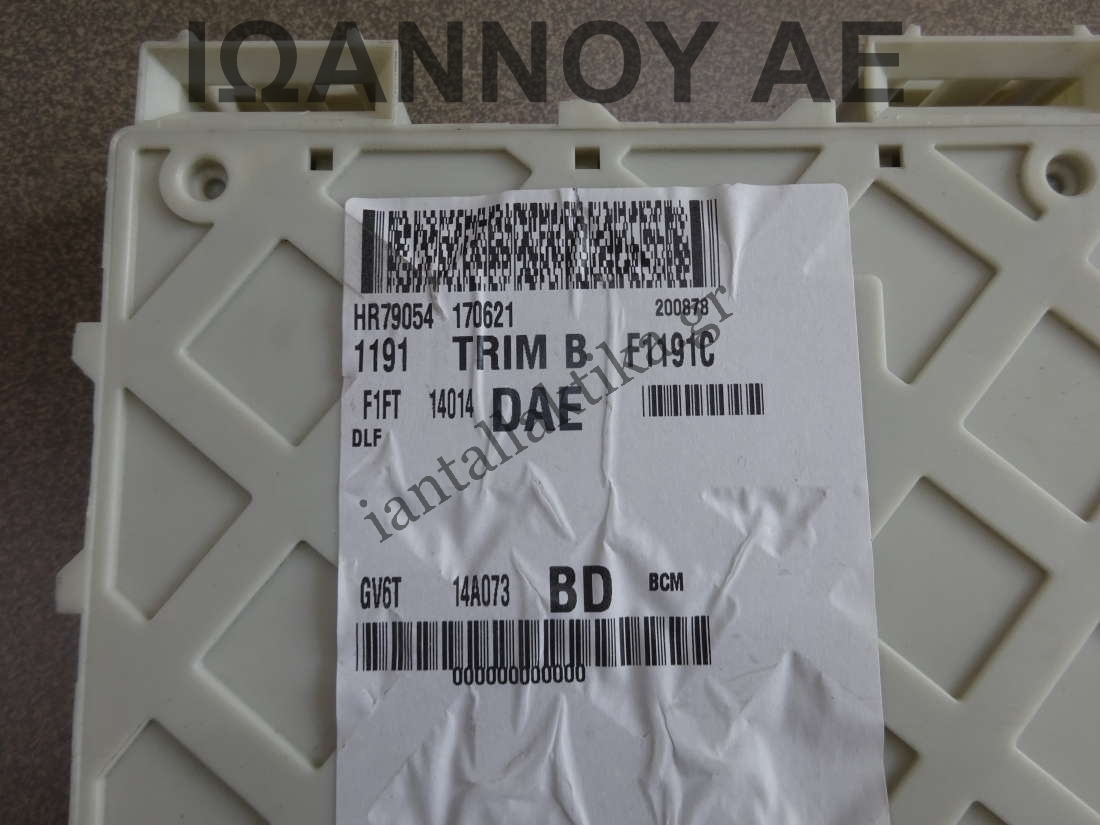 ΙΩΑΝΝΟΥ ΑΕ
HR79054 170621 200878
1191 TRIM B F1191C
F1FT 14014 DAE
DLF
iantallaktika.gr
GV6T 14A073 BD BCM
000000000000